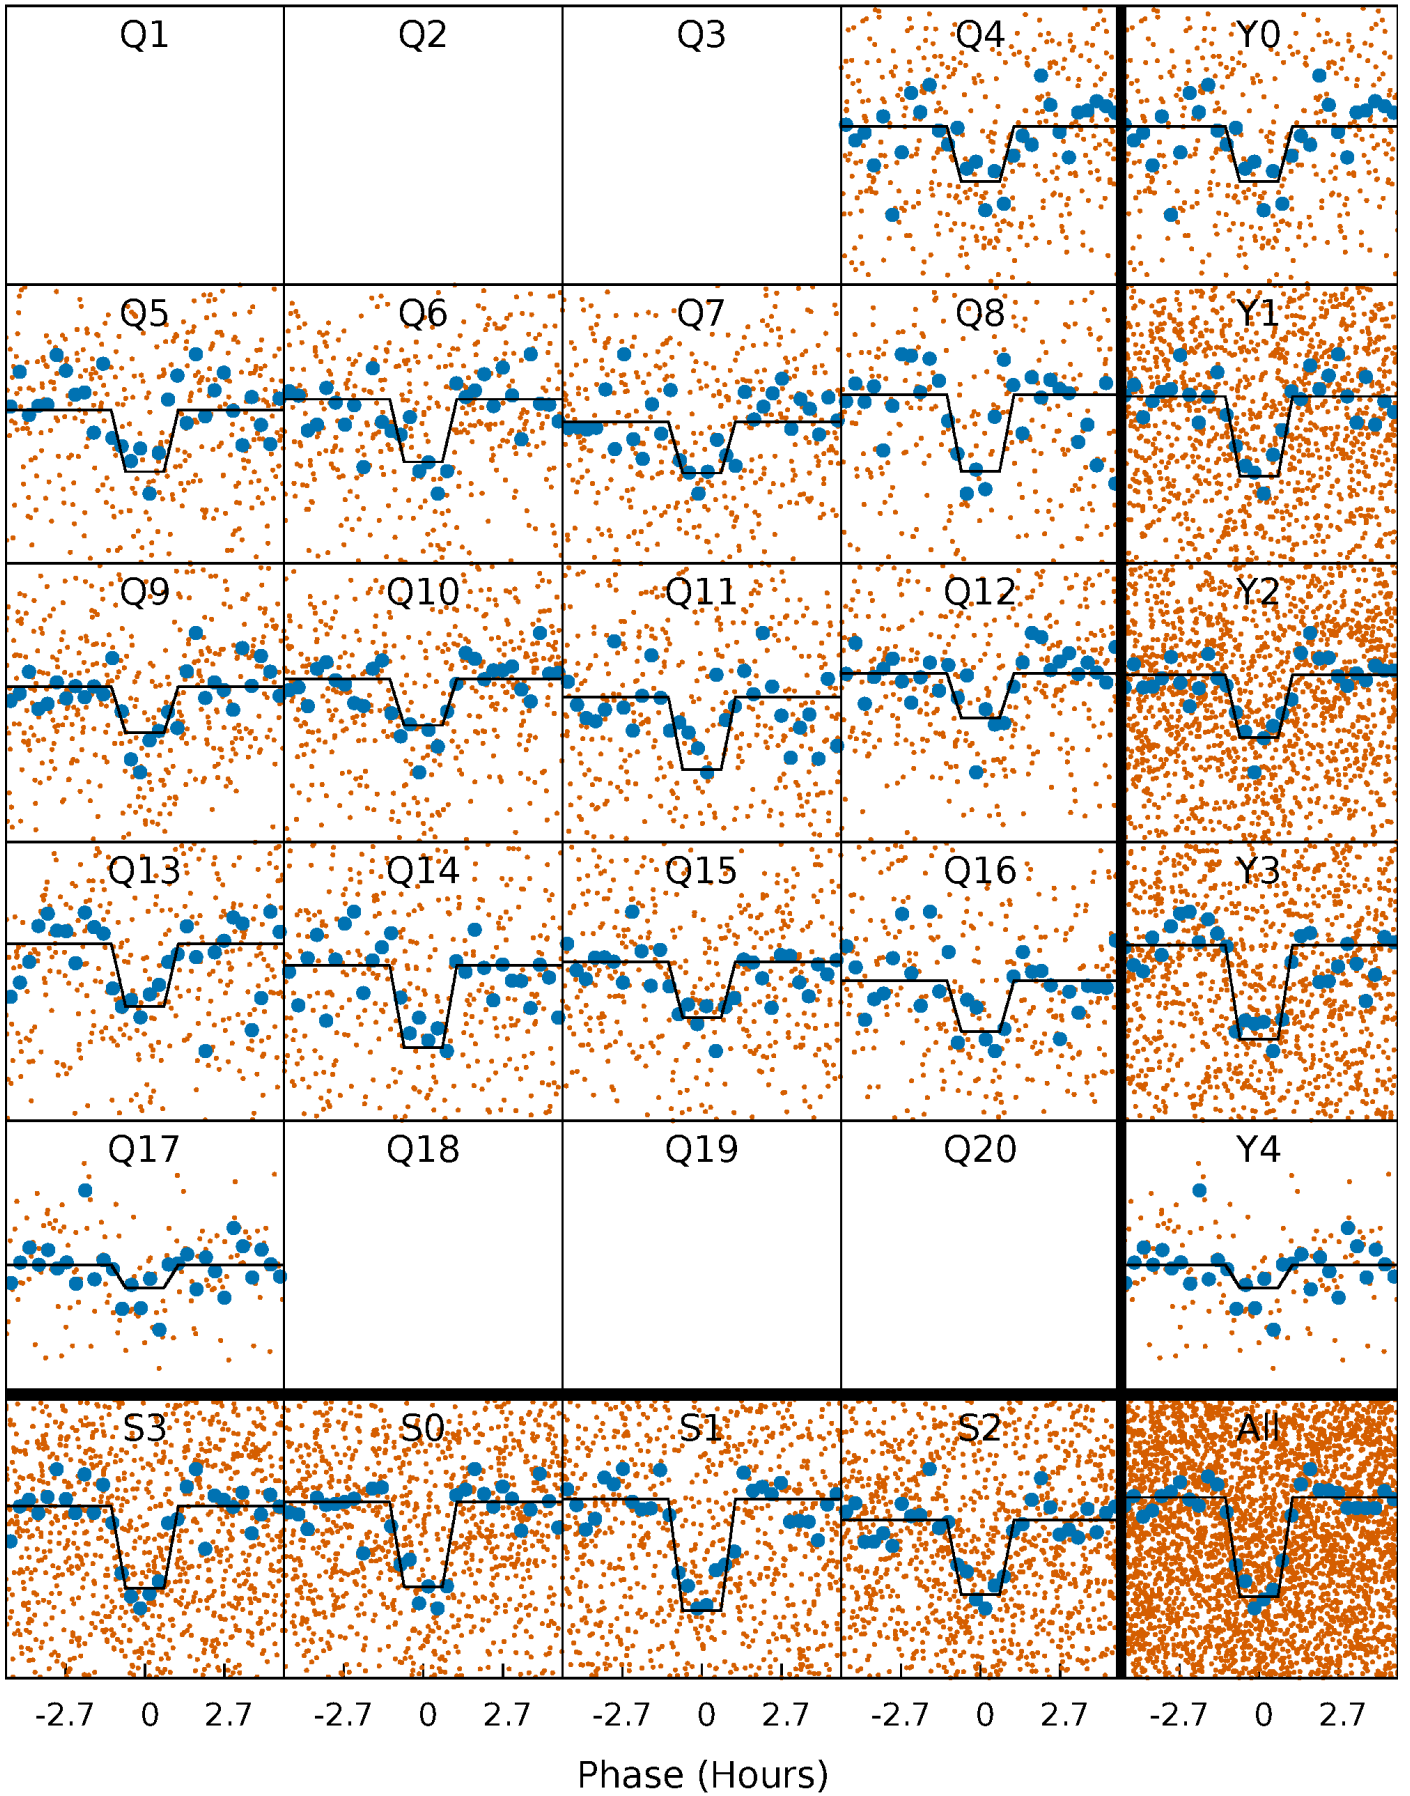 Q1 Q2 Q3 Q4 Y0
Q5 Q6 Q7 Q8 Y1
Q9 Q10 Q11 Q12 Y2
Q13 Q14 Q15 Q16 Y3
Q17 Q18 Q19 Q20 Y4
S3 S0 S1 S2 All
-2.7 0 2.7 -2.7 0 2.7 -2.7 0 2.7 -2.7 0 2.7 -2.7 0 2.7
Phase (Hours)